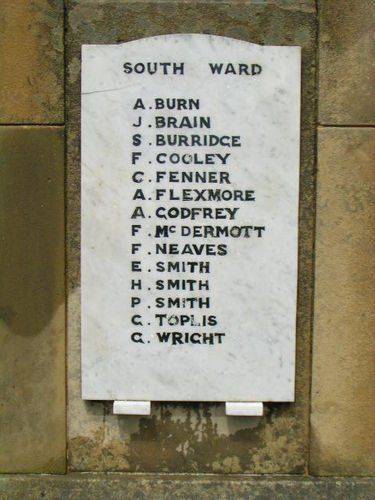 SOUTH WARD
A. BURN
J. BRAIN
S. BURRIDGE
F. COOLEY
C. FENNER
A. FLEXMORE
A. GODFREY
F. McDERMOTT
F. NEAVES
E. SMITH
H. SMITH
P. SMITH
G. TOPLIS
G. WRIGHT